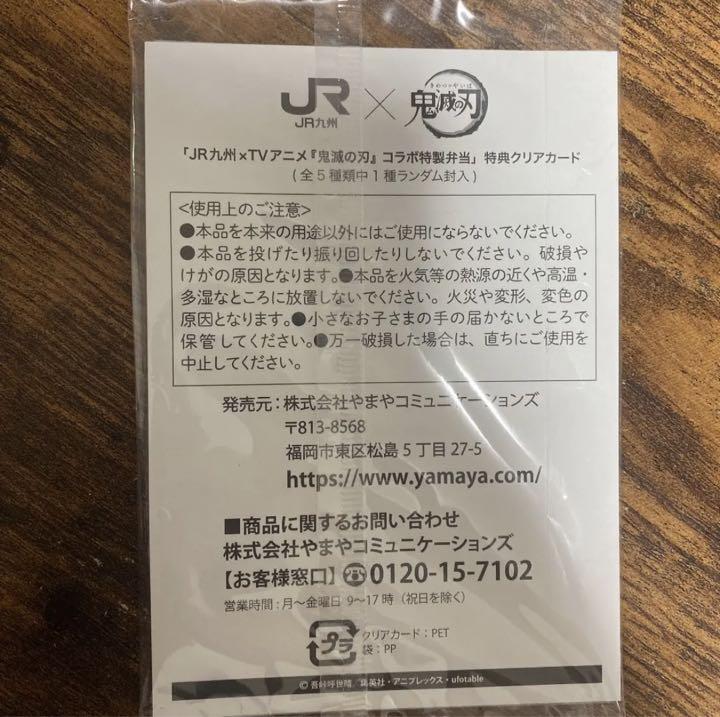 JR × 鬼滅の刃
きめつのやいば
JR九州
「JR九州×TVアニメ『鬼滅の刃』コラボ特製弁当」特典クリアカード
(全5種類中1種ランダム封入)
<使用上のご注意>
●本品を本来の用途以外にはご使用にならないでください。
●本品を投げたり振り回したりしないでください。破損や
けがの原因となります。●本品を火気等の熱源の近くや高温・
多湿なところに放置しないでください。火災や変形、変色の
原因となります。●小さなお子さまの手の届かないところで
保管してください。●万一破損した場合は、直ちにご使用を
中止してください。
発売元：株式会社やまやコミュニケーションズ
〒813-8568
福岡市東区松島5丁目27-5
https://www.yamaya.com/
■商品に関するお問い合わせ
株式会社やまやコミュニケーションズ
【お客様窓口】0120-15-7102
営業時間：月〜金曜日 9〜17時（祝日を除く）
プラ
クリアカード：PET
袋：PP
©吾峠呼世晴／集英社・アニプレックス・ufotable